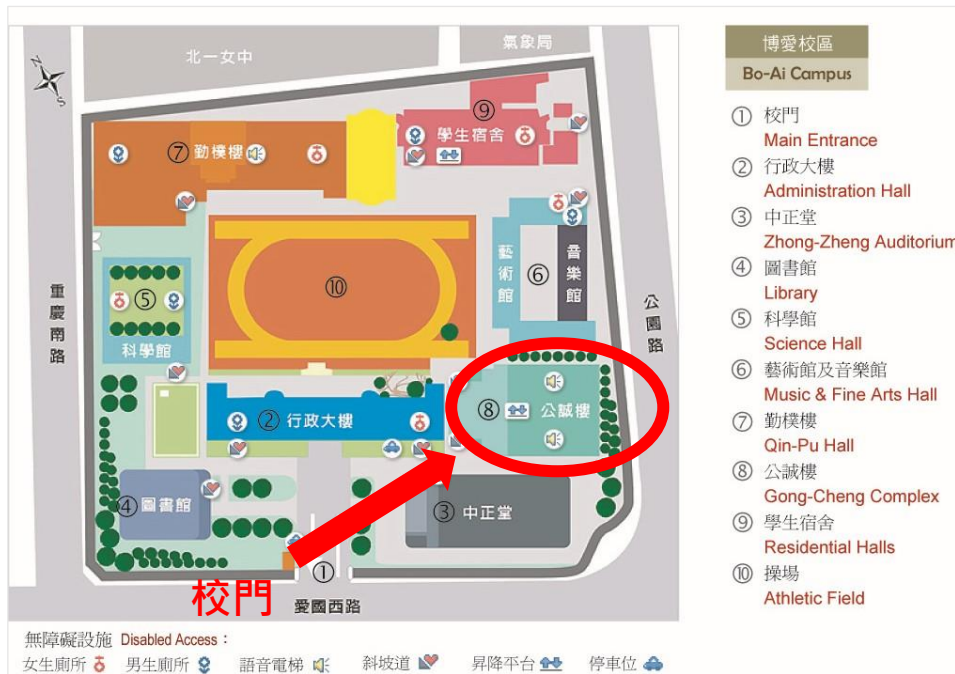 北一女中
氣象局
N
S
⑨
學生宿舍
⑦ 勤樸樓
重慶南路
藝術館
⑥
音樂館
公園路
⑩
⑤
科學館
⑧ 公誠樓
② 行政大樓
④ 圖書館
③ 中正堂
①
校門
愛國西路
博愛校區
Bo-Ai Campus
① 校門
Main Entrance
② 行政大樓
Administration Hall
③ 中正堂
Zhong-Zheng Auditorium
④ 圖書館
Library
⑤ 科學館
Science Hall
⑥ 藝術館及音樂館
Music & Fine Arts Hall
⑦ 勤樸樓
Qin-Pu Hall
⑧ 公誠樓
Gong-Cheng Complex
⑨ 學生宿舍
Residential Halls
⑩ 操場
Athletic Field
無障礙設施 Disabled Access：
女生廁所 男生廁所 語音電梯 斜坡道 昇降平台 停車位